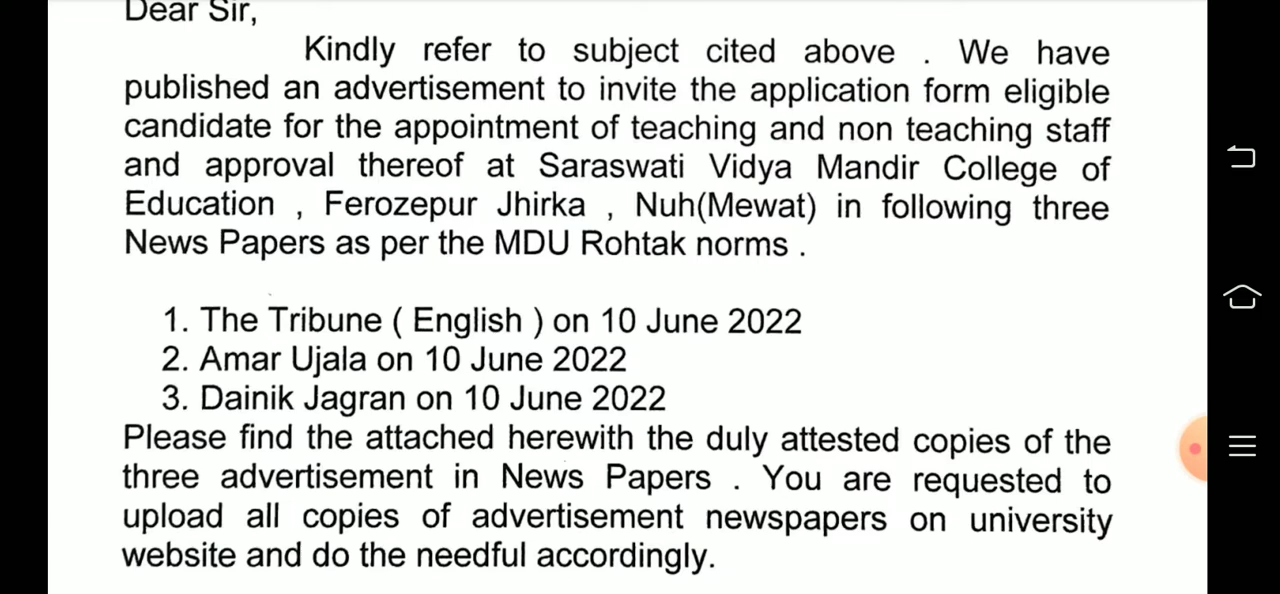 Dear Sir,
Kindly refer to subject cited above . We have
published an advertisement to invite the application form eligible
candidate for the appointment of teaching and non teaching staff
and approval thereof at Saraswati Vidya Mandir College of
Education , Ferozepur Jhirka , Nuh(Mewat) in following three
News Papers as per the MDU Rohtak norms .
1. The Tribune ( English ) on 10 June 2022
2. Amar Ujala on 10 June 2022
3. Dainik Jagran on 10 June 2022
Please find the attached herewith the duly attested copies of the
three advertisement in News Papers . You are requested to
upload all copies of advertisement newspapers on university
website and do the needful accordingly.